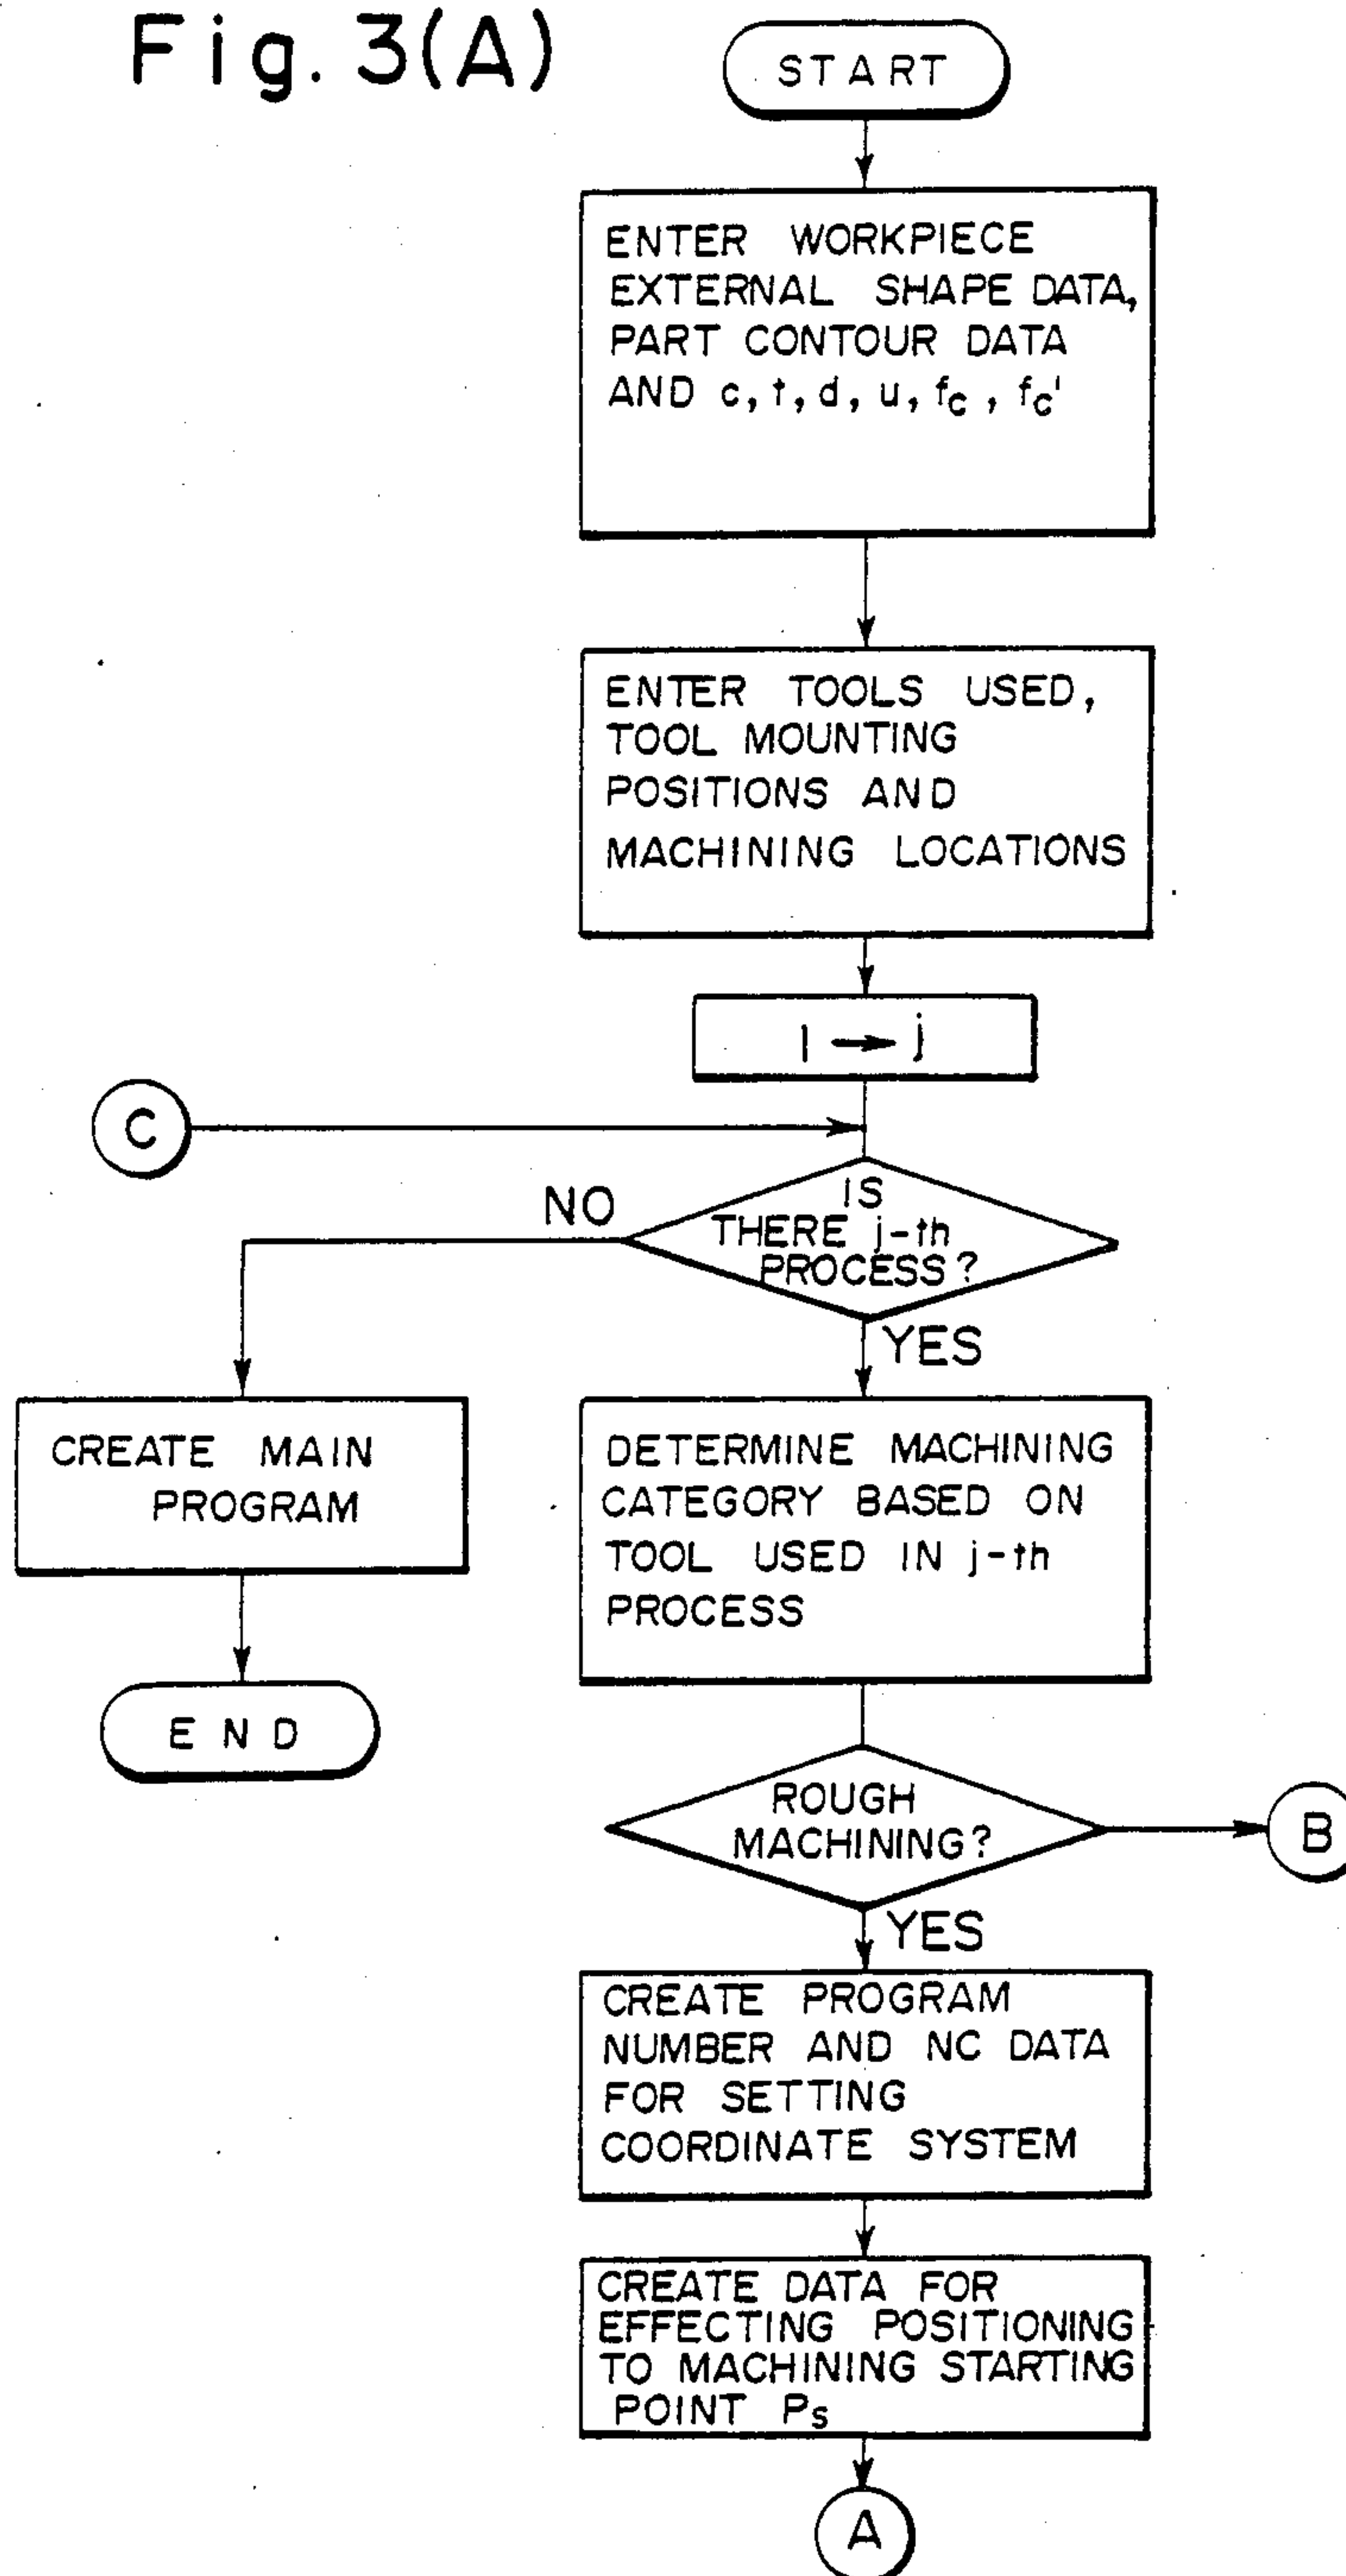 Fig. 3(A)
START
ENTER WORKPIECE
EXTERNAL SHAPE DATA,
PART CONTOUR DATA
AND c, t, d, u, fc, fc'
ENTER TOOLS USED,
TOOL MOUNTING
POSITIONS AND
MACHINING LOCATIONS
1 → j
C
IS
THERE j-th
PROCESS?
NO
YES
CREATE MAIN
PROGRAM
END
DETERMINE MACHINING
CATEGORY BASED ON
TOOL USED IN j-th
PROCESS
ROUGH
MACHINING?
B
YES
CREATE PROGRAM
NUMBER AND NC DATA
FOR SETTING
COORDINATE SYSTEM
CREATE DATA FOR
EFFECTING POSITIONING
TO MACHINING STARTING
POINT Ps
A